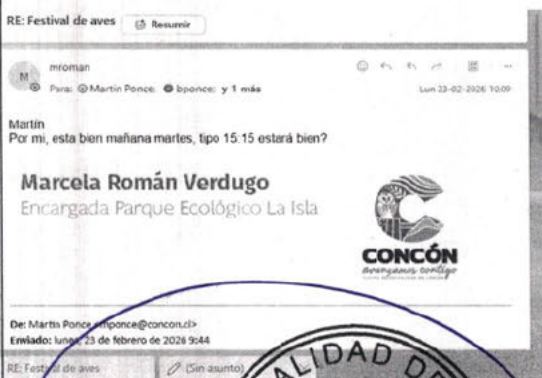 RE: Festival de aves
Resumir
mroman
M
Para: Martin Ponce; bponce; y 1 más
Lun 23-02-2026 10:09
Martín
Por mi, esta bien mañana martes, tipo 15:15 estará bien?
Marcela Román Verdugo
Encargada Parque Ecológico La Isla
CONCÓN
avanzamos contigo
De: Martin Ponce <mponce@concon.cl>
Enviado: lunes, 23 de febrero de 2026 9:44
RE: Festival de aves
(Sin asunto)
ALIDAD DE